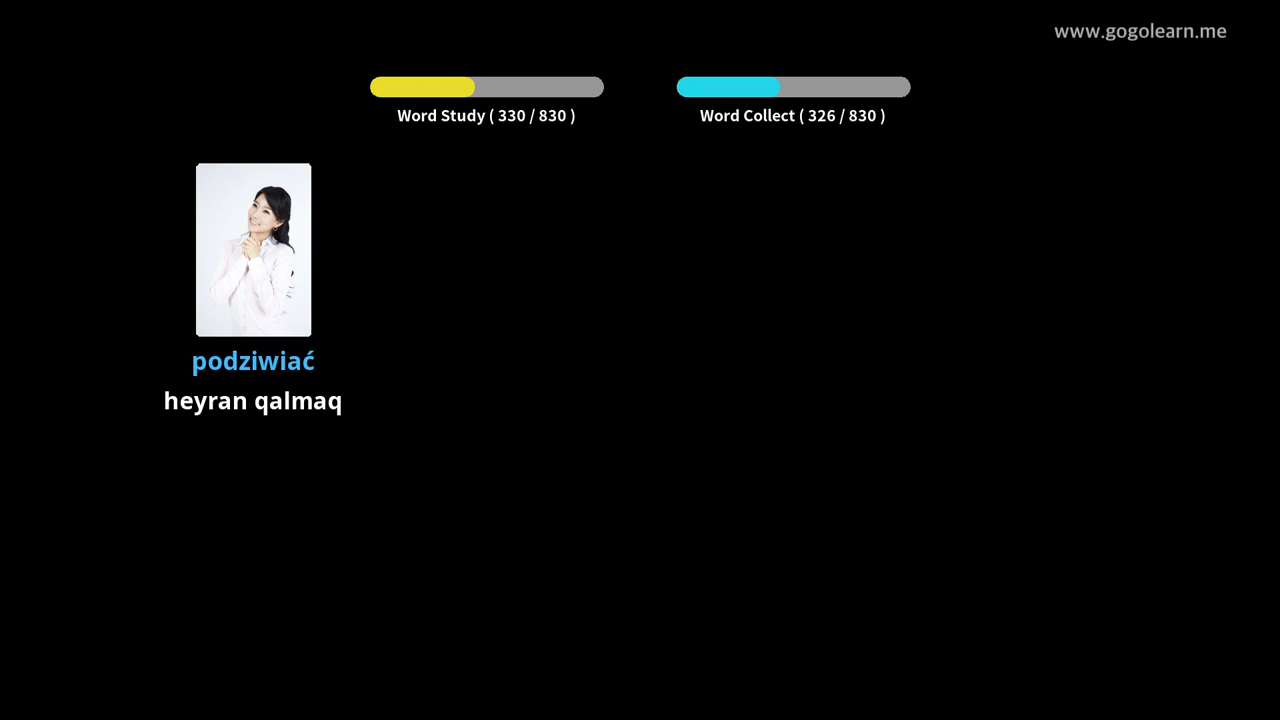 www.gogolearn.me
Word Study ( 330 / 830 )
Word Collect ( 326 / 830 )
podziwiać
heyran qalmaq